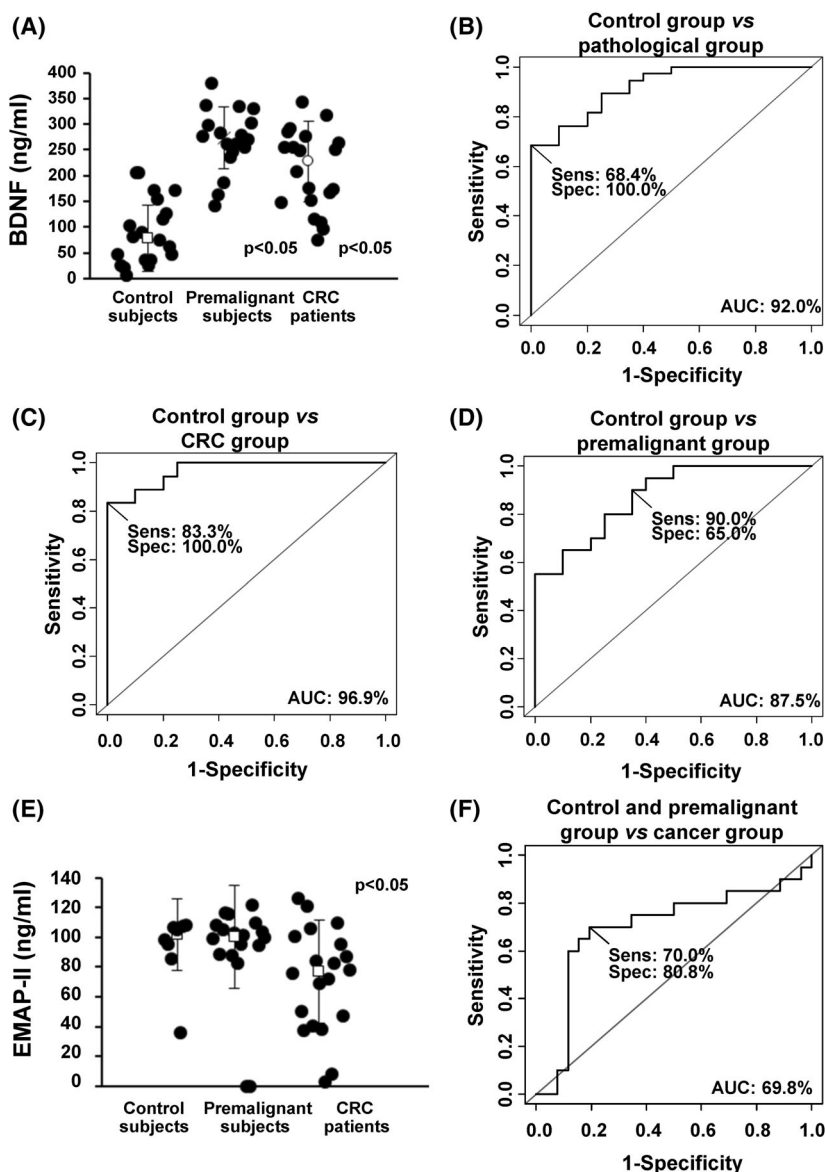 (A)
400
350
300
250
200
150
100
50
0
BDNF (ng/ml)
p<0.05
p<0.05
Control
subjects
Premalignant
subjects
CRC
patients
(B)
Control group vs
pathological group
1.0
0.8
0.6
0.4
0.2
0.0
Sensitivity
Sens: 68.4%
Spec: 100.0%
AUC: 92.0%
0.0 0.2 0.4 0.6 0.8 1.0
1-Specificity
(C)
Control group vs
CRC group
1.0
0.8
0.6
0.4
0.2
0.0
Sensitivity
Sens: 83.3%
Spec: 100.0%
AUC: 96.9%
0.0 0.2 0.4 0.6 0.8 1.0
1-Specificity
(D)
Control group vs
premalignant group
1.0
0.8
0.6
0.4
0.2
0.0
Sensitivity
Sens: 90.0%
Spec: 65.0%
AUC: 87.5%
0.0 0.2 0.4 0.6 0.8 1.0
1-Specificity
(E)
140
120
100
80
60
40
20
0
EMAP-II (ng/ml)
p<0.05
Control
subjects
Premalignant
subjects
CRC
patients
(F)
Control and premalignant
group vs cancer group
1.0
0.8
0.6
0.4
0.2
0.0
Sensitivity
Sens: 70.0%
Spec: 80.8%
AUC: 69.8%
0.0 0.2 0.4 0.6 0.8 1.0
1-Specificity